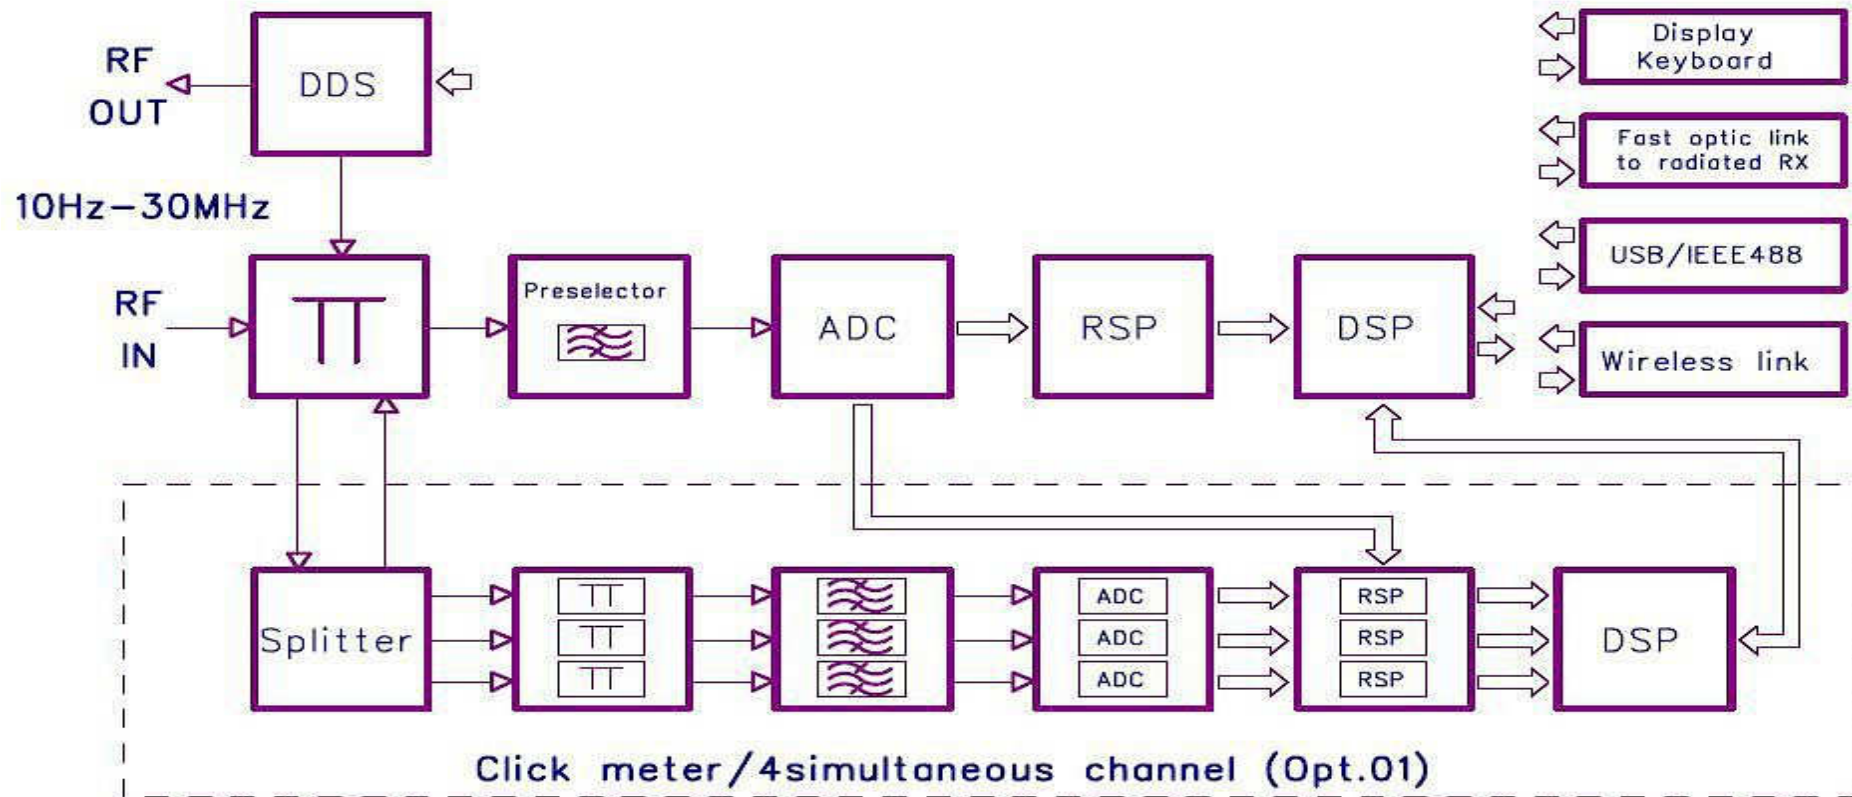 RF
OUT
DDS
Display
Keyboard
Fast optic link
to radiated RX
10Hz-30MHz
USB/IEEE488
RF
IN
Preselector
ADC
RSP
DSP
Wireless link
Splitter
ADC
ADC
ADC
RSP
RSP
RSP
DSP
Click meter/4simultaneous channel (Opt.01)